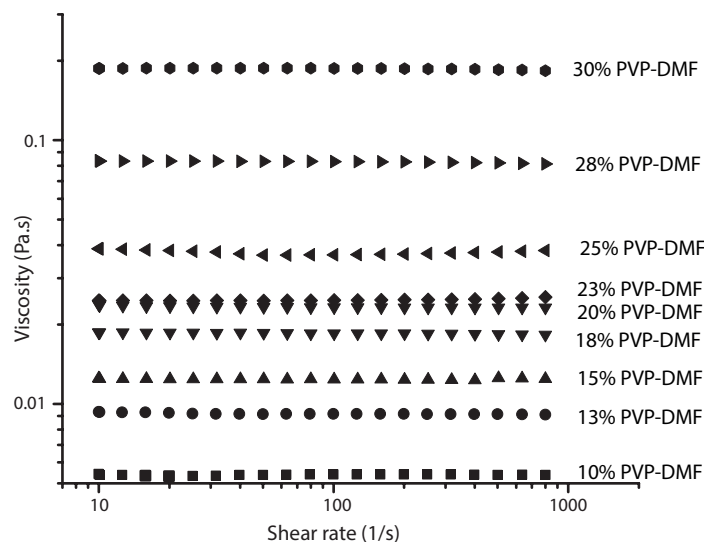 30% PVP-DMF
0.1
28% PVP-DMF
Viscosity (Pa.s)
25% PVP-DMF
23% PVP-DMF
20% PVP-DMF
18% PVP-DMF
15% PVP-DMF
0.01
13% PVP-DMF
10% PVP-DMF
10
100
1000
Shear rate (1/s)